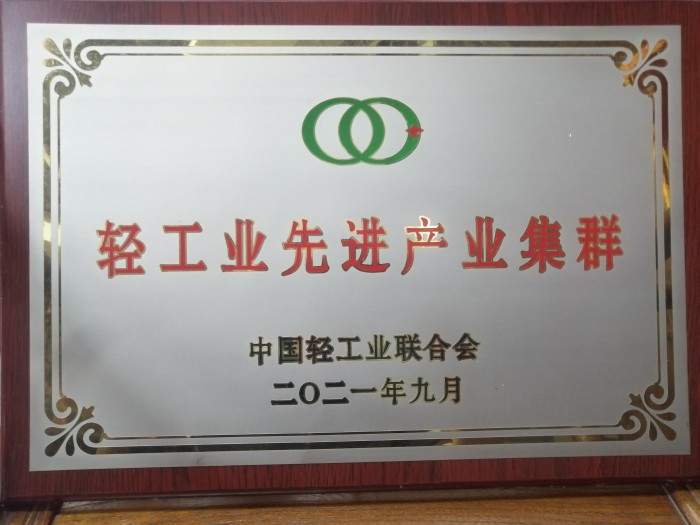 轻工业先进产业集群
中国轻工业联合会
二〇二一年九月